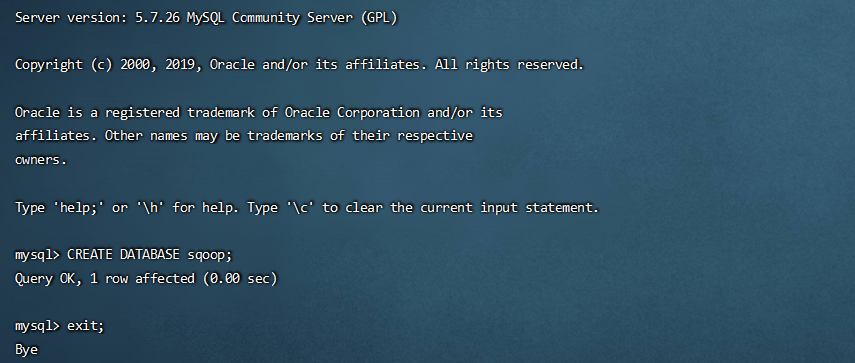 Server version: 5.7.26 MySQL Community Server (GPL)
Copyright (c) 2000, 2019, Oracle and/or its affiliates. All rights reserved.
Oracle is a registered trademark of Oracle Corporation and/or its
affiliates. Other names may be trademarks of their respective
owners.
Type 'help;' or '\h' for help. Type '\c' to clear the current input statement.
mysql> CREATE DATABASE sqoop;
Query OK, 1 row affected (0.00 sec)
mysql> exit;
Bye